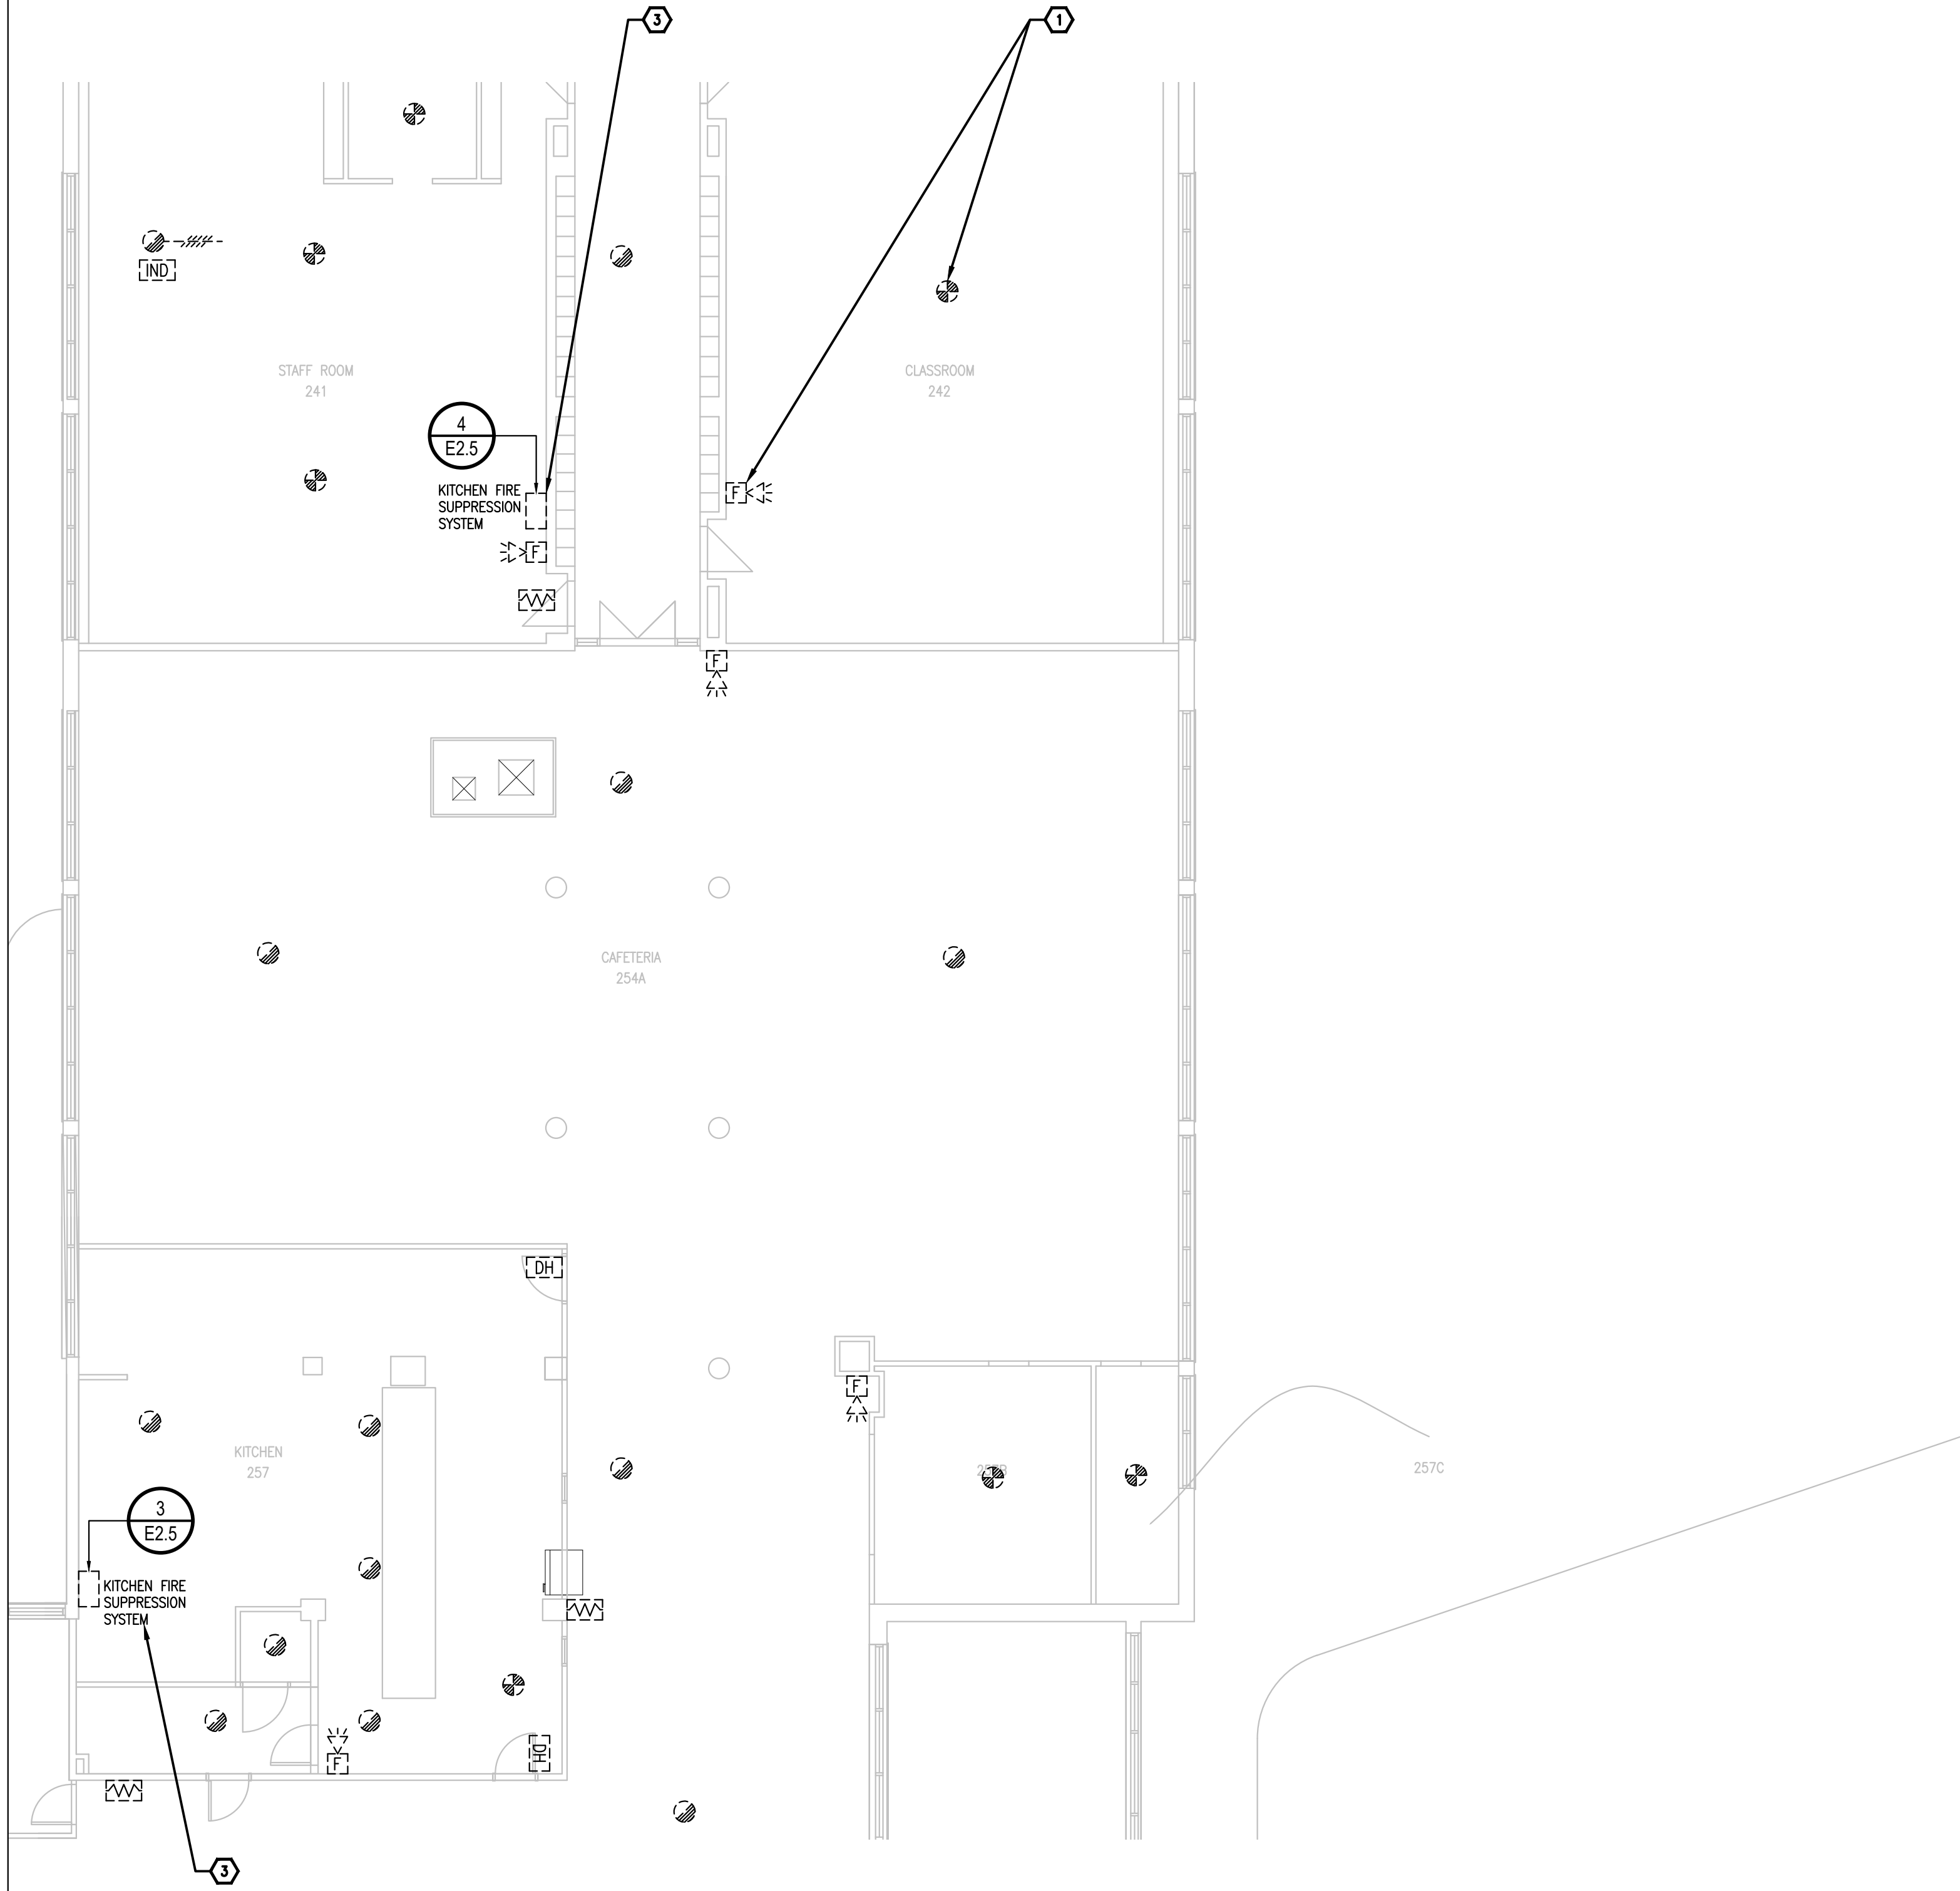 3
1
IND
STAFF ROOM
241
CLASSROOM
242
4
E2.5
KITCHEN FIRE
SUPPRESSION
SYSTEM
F
F
F
CAFETERIA
254A
DH
F
KITCHEN
257
257B
257C
3
E2.5
KITCHEN FIRE
SUPPRESSION
SYSTEM
DH
F
3